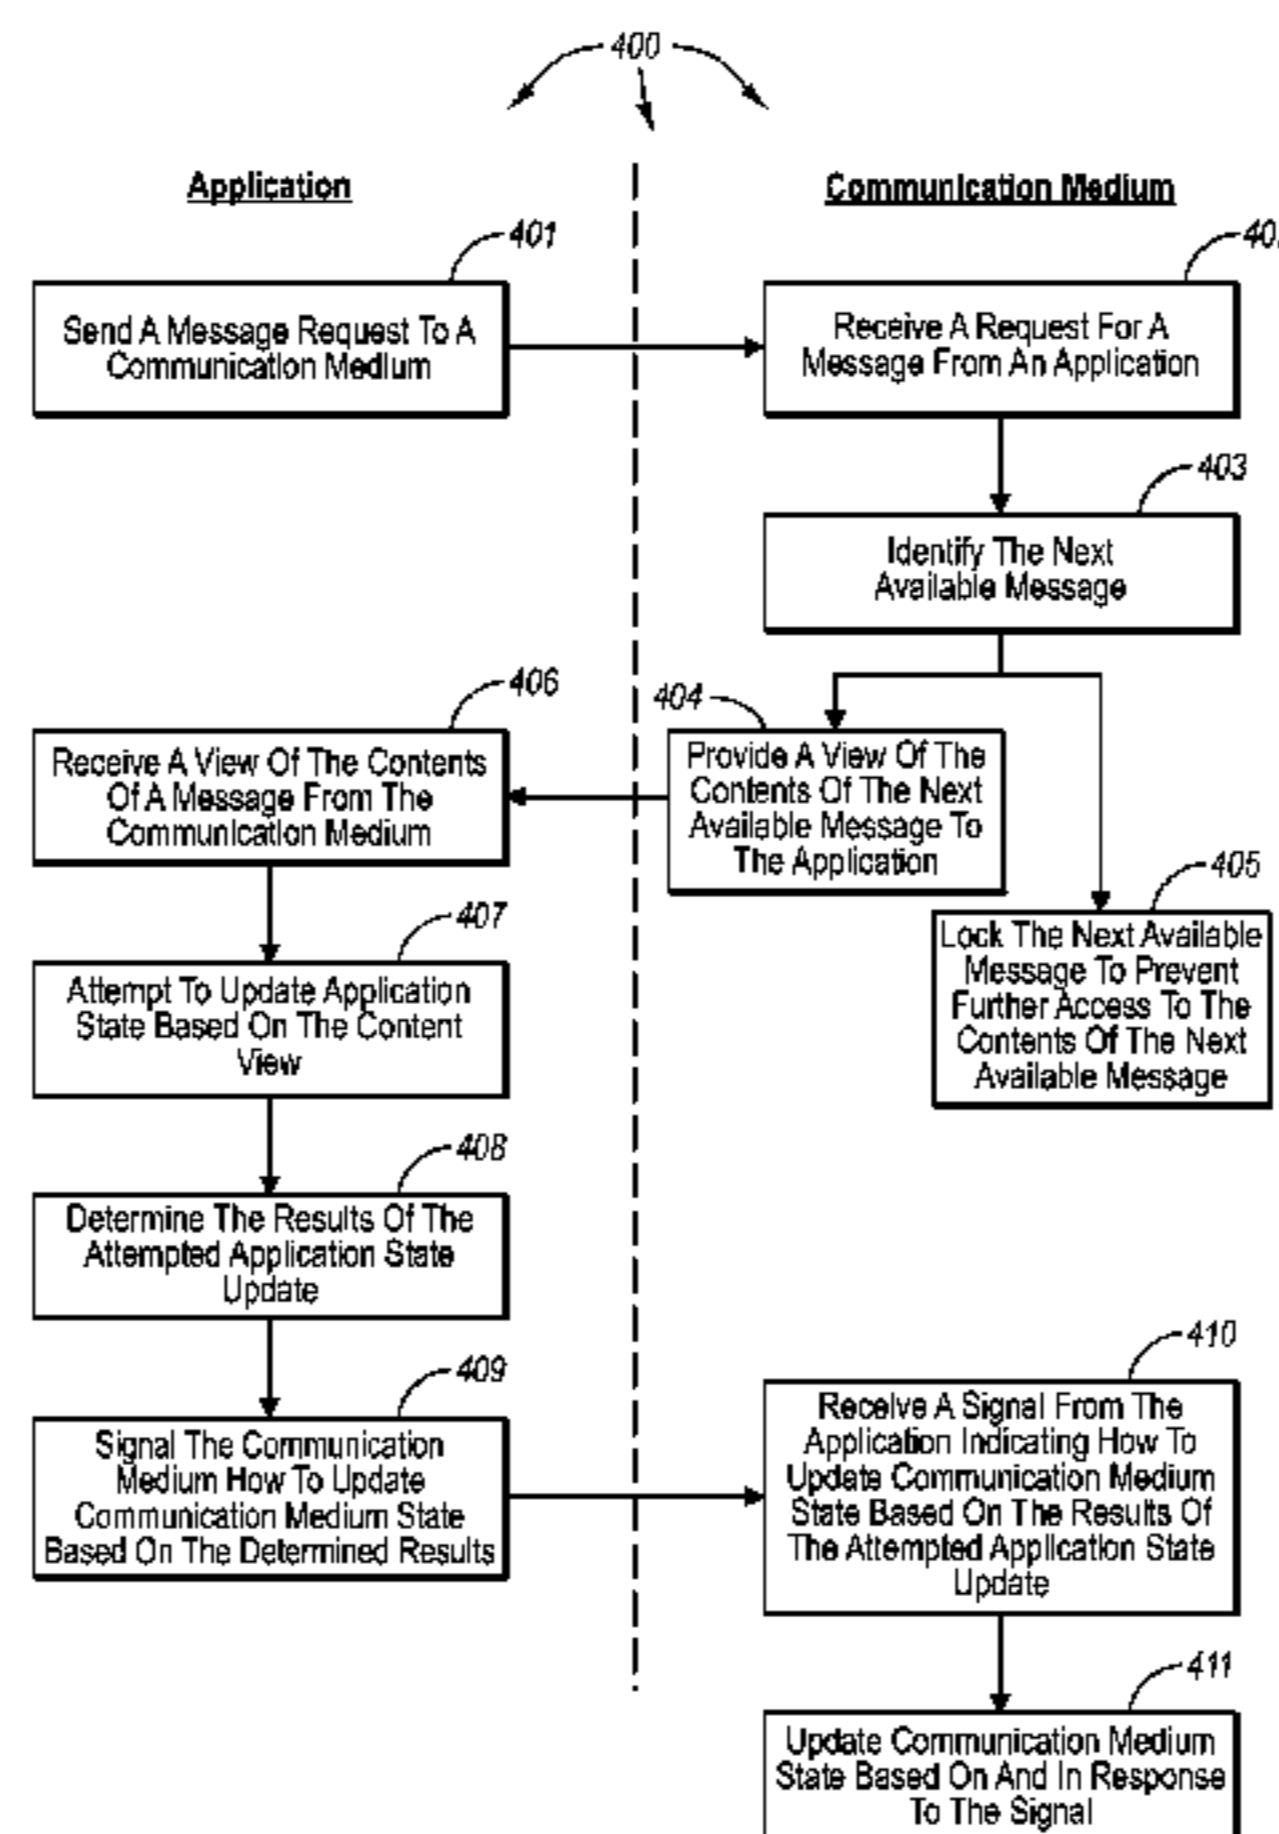 400
Application
Communication Medium
401
Send A Message Request To A
Communication Medium
40
Receive A Request For A
Message From An Application
403
Identify The Next
Available Message
404
Provide A View Of The
Contents Of The Next
Available Message To
The Application
405
Lock The Next Available
Message To Prevent
Further Access To The
Contents Of The Next
Available Message
406
Receive A View Of The Contents
Of A Message From The
Communication Medium
407
Attempt To Update Application
State Based On The Content
View
408
Determine The Results Of The
Attempted Application State
Update
409
Signal The Communication
Medium How To Update
Communication Medium State
Based On The Determined Results
410
Receive A Signal From The
Application Indicating How To
Update Communication Medium
State Based On The Results Of
The Attempted Application State
Update
411
Update Communication Medium
State Based On And In Response
To The Signal